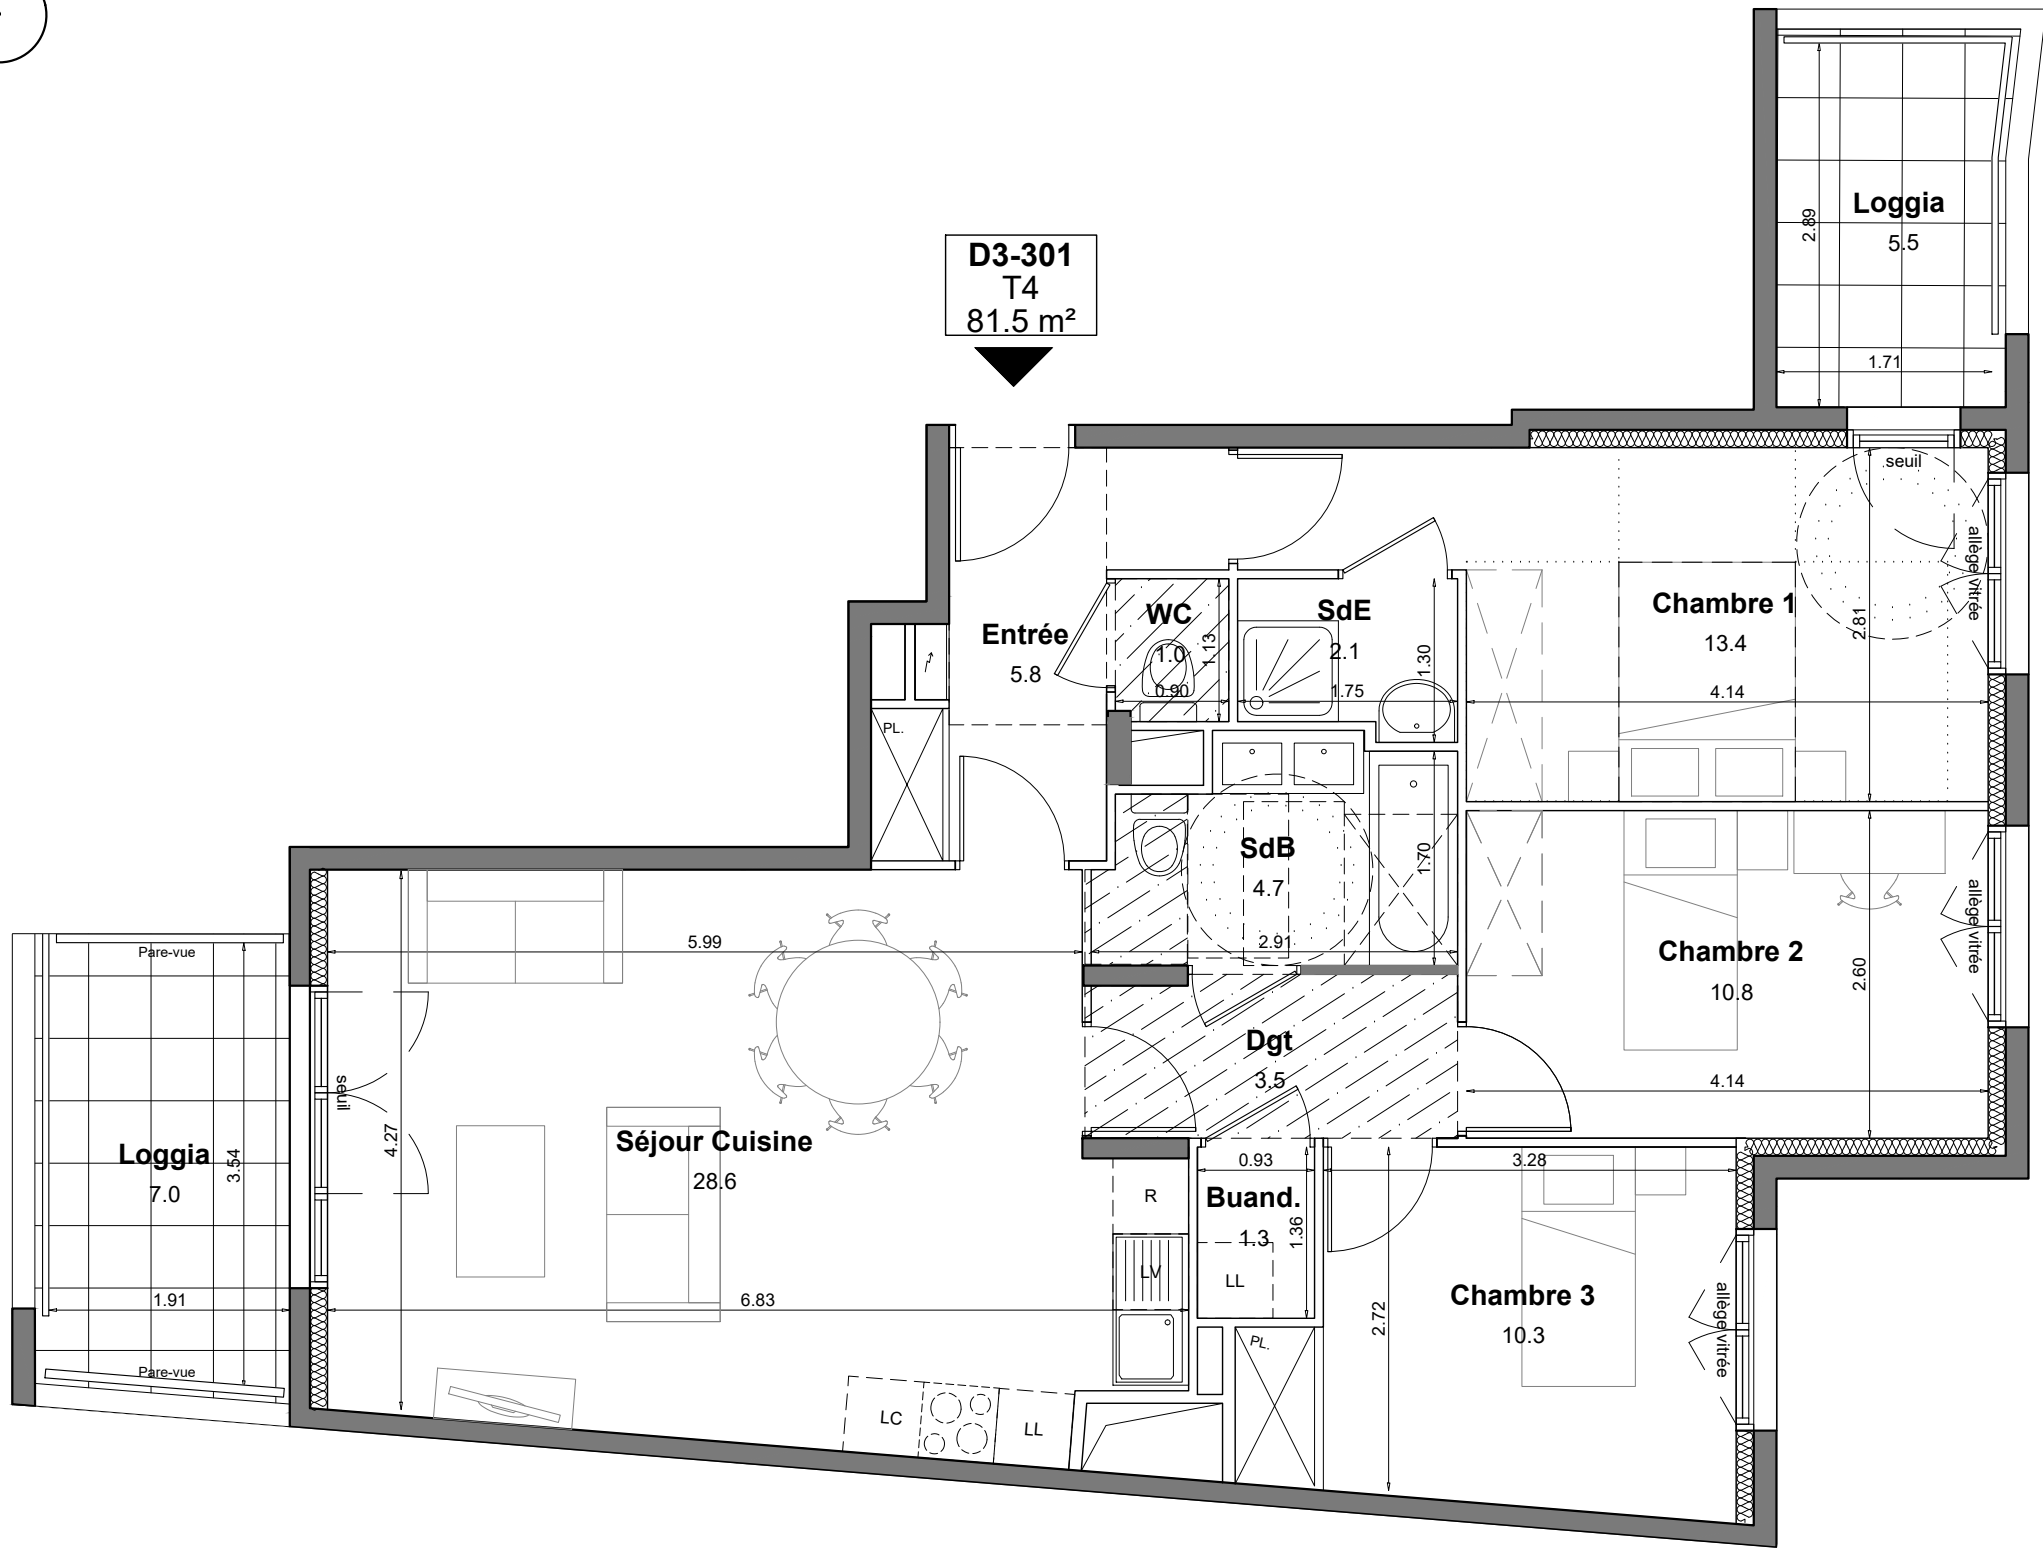 D3-301
T4
81.5 m²
Loggia
5.5
2.89
1.71
seuil
allège vitrée
Entrée
5.8
WC
1.0
1.13
0.90
SdE
2.1
1.30
1.75
Chambre 1
13.4
2.81
4.14
PL.
SdB
4.7
1.70
2.91
Chambre 2
10.8
2.60
4.14
allège vitrée
Pare-vue
5.99
Dgt
3.5
seuil
4.27
Séjour Cuisine
28.6
Loggia
7.0
3.54
1.91
Pare-vue
6.83
R
LV
LC
LL
0.93
Buand.
1.3
1.36
LL
PL.
3.28
Chambre 3
10.3
2.72
allège vitrée